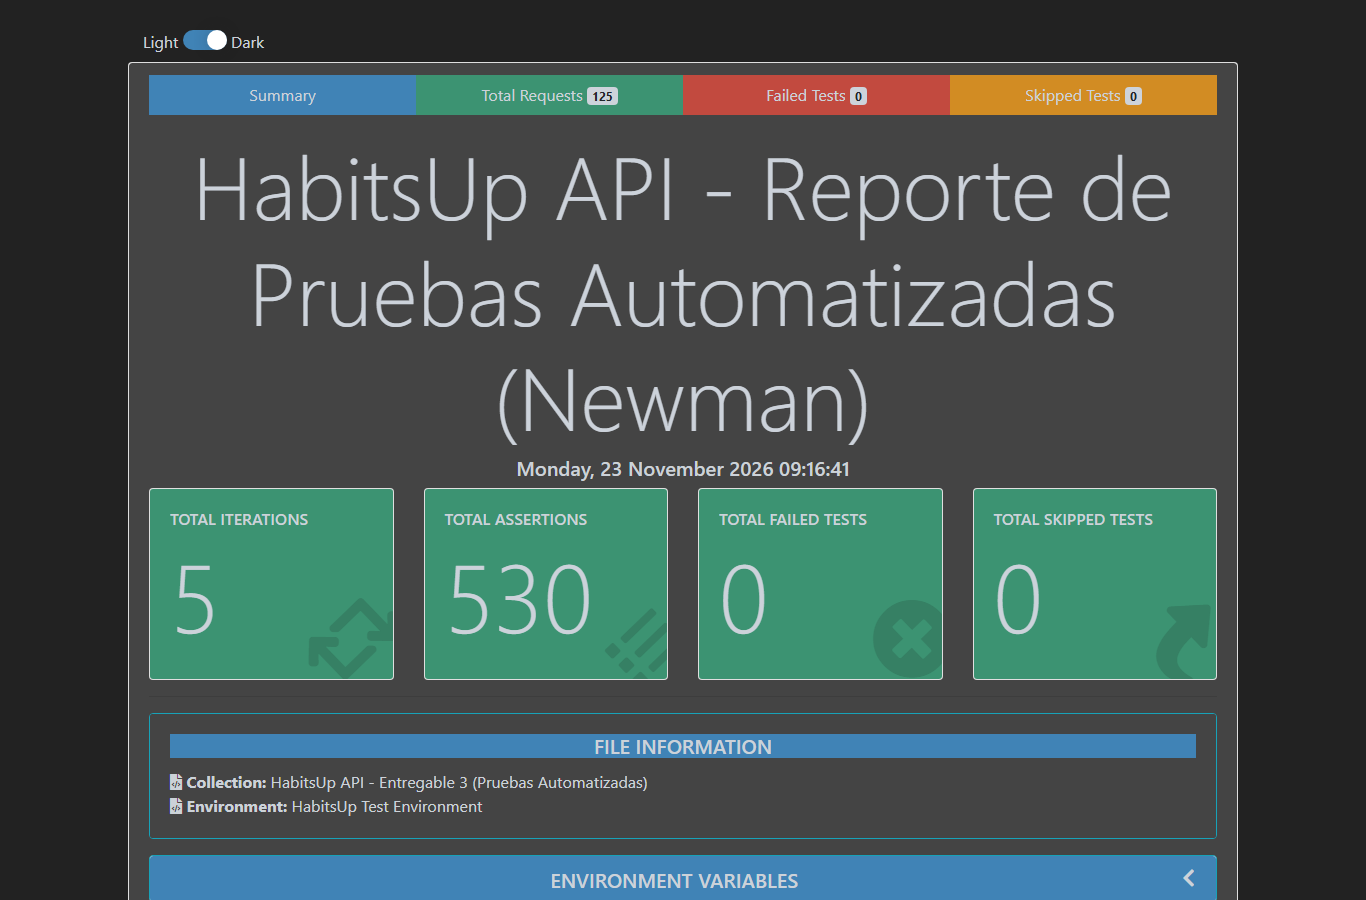 Light Dark
Summary Total Requests 125 Failed Tests 0 Skipped Tests 0
HabitsUp API - Reporte de
Pruebas Automatizadas
(Newman)
Monday, 23 November 2026 09:16:41
TOTAL ITERATIONS
5
TOTAL ASSERTIONS
530
TOTAL FAILED TESTS
0
TOTAL SKIPPED TESTS
0
FILE INFORMATION
Collection: HabitsUp API - Entregable 3 (Pruebas Automatizadas)
Environment: HabitsUp Test Environment
ENVIRONMENT VARIABLES